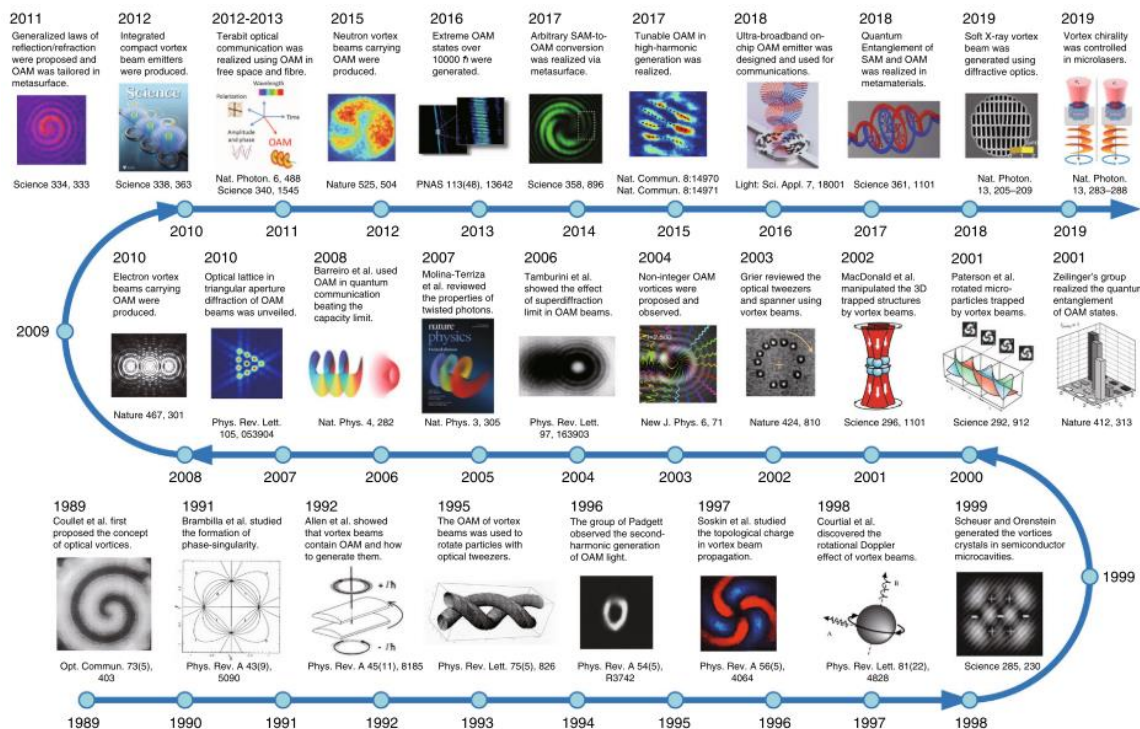 2011
Generalized laws of
reflection/refraction
were proposed and OAM
was tailored in
metasurface.
Science 334, 333
2012
Integrated
compact vortex
beam emitters were
produced.
Science
Science 338, 363
2012-2013
Terabit optical
communication was
realized using OAM in
free space and fibre.
Wavelength
Polarization
Time
Amplitude
and phase
OAM
Nat. Photon. 6, 488
Science 340, 1545
2015
Neutron vortex
beams carrying
OAM were
produced.
Nature 525, 504
2016
Extreme OAM
states over
10000 ℏ were
generated.
PNAS 113(48), 13642
2017
Arbitrary SAM-to-
OAM conversion
was realized via
metasurface.
Science 358, 896
2017
Tunable OAM in
high-harmonic
generation was
realized.
Nat. Commun. 8:14970
Nat. Commun. 8:14971
2018
Ultra-broadband on-
chip OAM emitter was
designed and used for
communications.
Light: Sci. Appl. 7, 18001
2018
Quantum
Entanglement of
SAM and OAM
was realized in
metamaterials.
Science 361, 1101
2019
Soft X-ray vortex
beam was
generated using
diffractive optics.
Nat. Photon.
13, 205–209
2019
Vortex chirality
was controlled
in microlasers.
Nat. Photon.
13, 283–288
2010
2011
2012
2013
2014
2015
2016
2017
2018
2019
2009
2010
Electron vortex
beams carrying
OAM were
produced.
Nature 467, 301
2010
Optical lattice in
triangular aperture
diffraction of OAM
beams was unveiled.
Phys. Rev. Lett.
105, 053904
2008
Barreiro et al. used
OAM in quantum
communication
beating the
capacity limit.
Nat. Phys. 4, 282
2007
Molina-Terriza
et al. reviewed
the properties of
twisted photons.
nature
physics
Nat. Phys. 3, 305
2006
Tamburini et al.
showed the effect
of superdiffraction
limit in OAM beams.
Phys. Rev. Lett.
97, 163903
2004
Non-integer OAM
vortices were
proposed and
observed.
New J. Phys. 6, 71
2003
Grier reviewed the
optical tweezers
and spanner using
vortex beams.
Nature 424, 810
2002
MacDonald et al.
manipulated the 3D
trapped structures
by vortex beams.
Science 296, 1101
2001
Paterson et al.
rotated micro-
particles trapped
by vortex beams.
Science 292, 912
2001
Zeilinger's group
realized the quantum
entanglement
of OAM states.
Nature 412, 313
2008
2007
2006
2005
2004
2003
2002
2001
2000
1989
Coullet et al. first
proposed the concept
of optical vortices.
Opt. Commun. 73(5),
403
1991
Brambilla et al. studied
the formation of
phase-singularity.
Phys. Rev. A 43(9),
5090
1992
Allen et al. showed
that vortex beams
contain OAM and how
to generate them.
+ lℏ
- lℏ
Phys. Rev. A 45(11), 8185
1995
The OAM of vortex
beams was used to
rotate particles with
optical tweezers.
Phys. Rev. Lett. 75(5), 826
1996
The group of Padgett
observed the second-
harmonic generation
of OAM light.
Phys. Rev. A 54(5),
R3742
1997
Soskin et al. studied
the topological charge
in vortex beam
propagation.
Phys. Rev. A 56(5),
4064
1998
Courtial et al.
discovered the
rotational Doppler
effect of vortex beams.
B
A
Phys. Rev. Lett. 81(22),
4828
1999
Scheuer and Orenstein
generated the vortices
crystals in semiconductor
microcavities.
Science 285, 230
1999
1989
1990
1991
1992
1993
1994
1995
1996
1997
1998